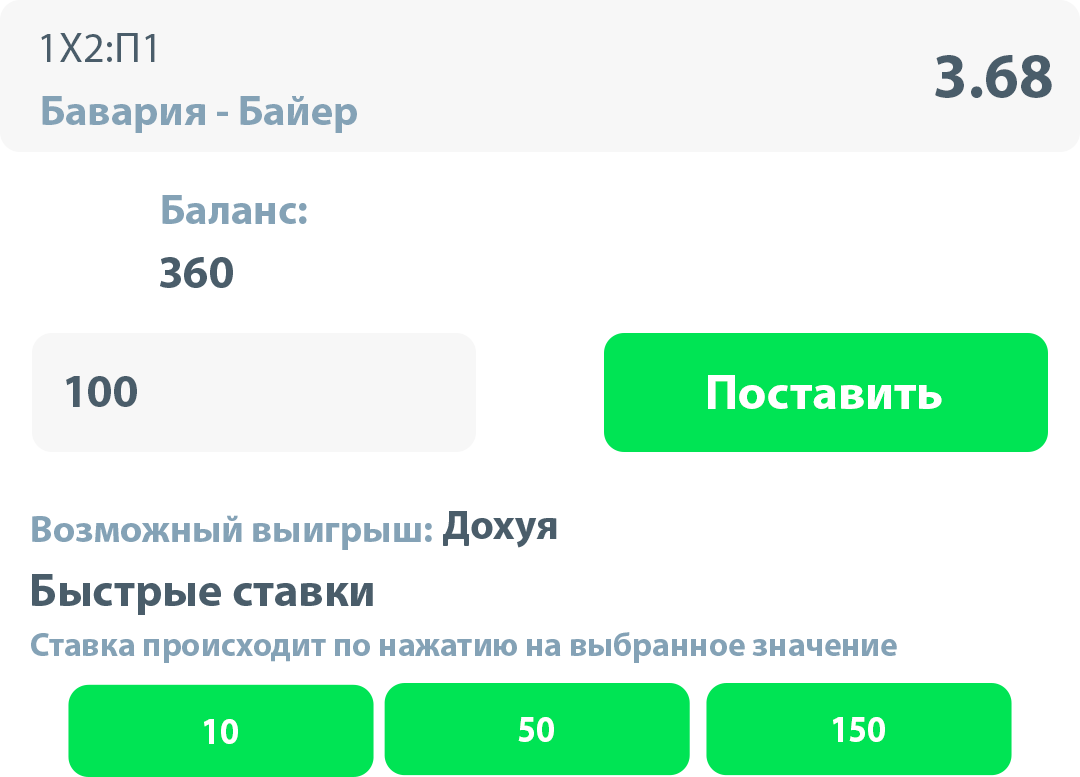 1X2:П1
3.68
Бавария - Байер
Баланс:
360
100
Поставить
Возможный выигрыш: Дохуя
Быстрые ставки
Ставка происходит по нажатию на выбранное значение
10
50
150